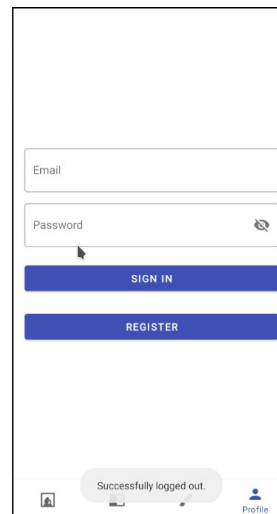 Email
Password
SIGN IN
REGISTER
Successfully logged out.
Profile